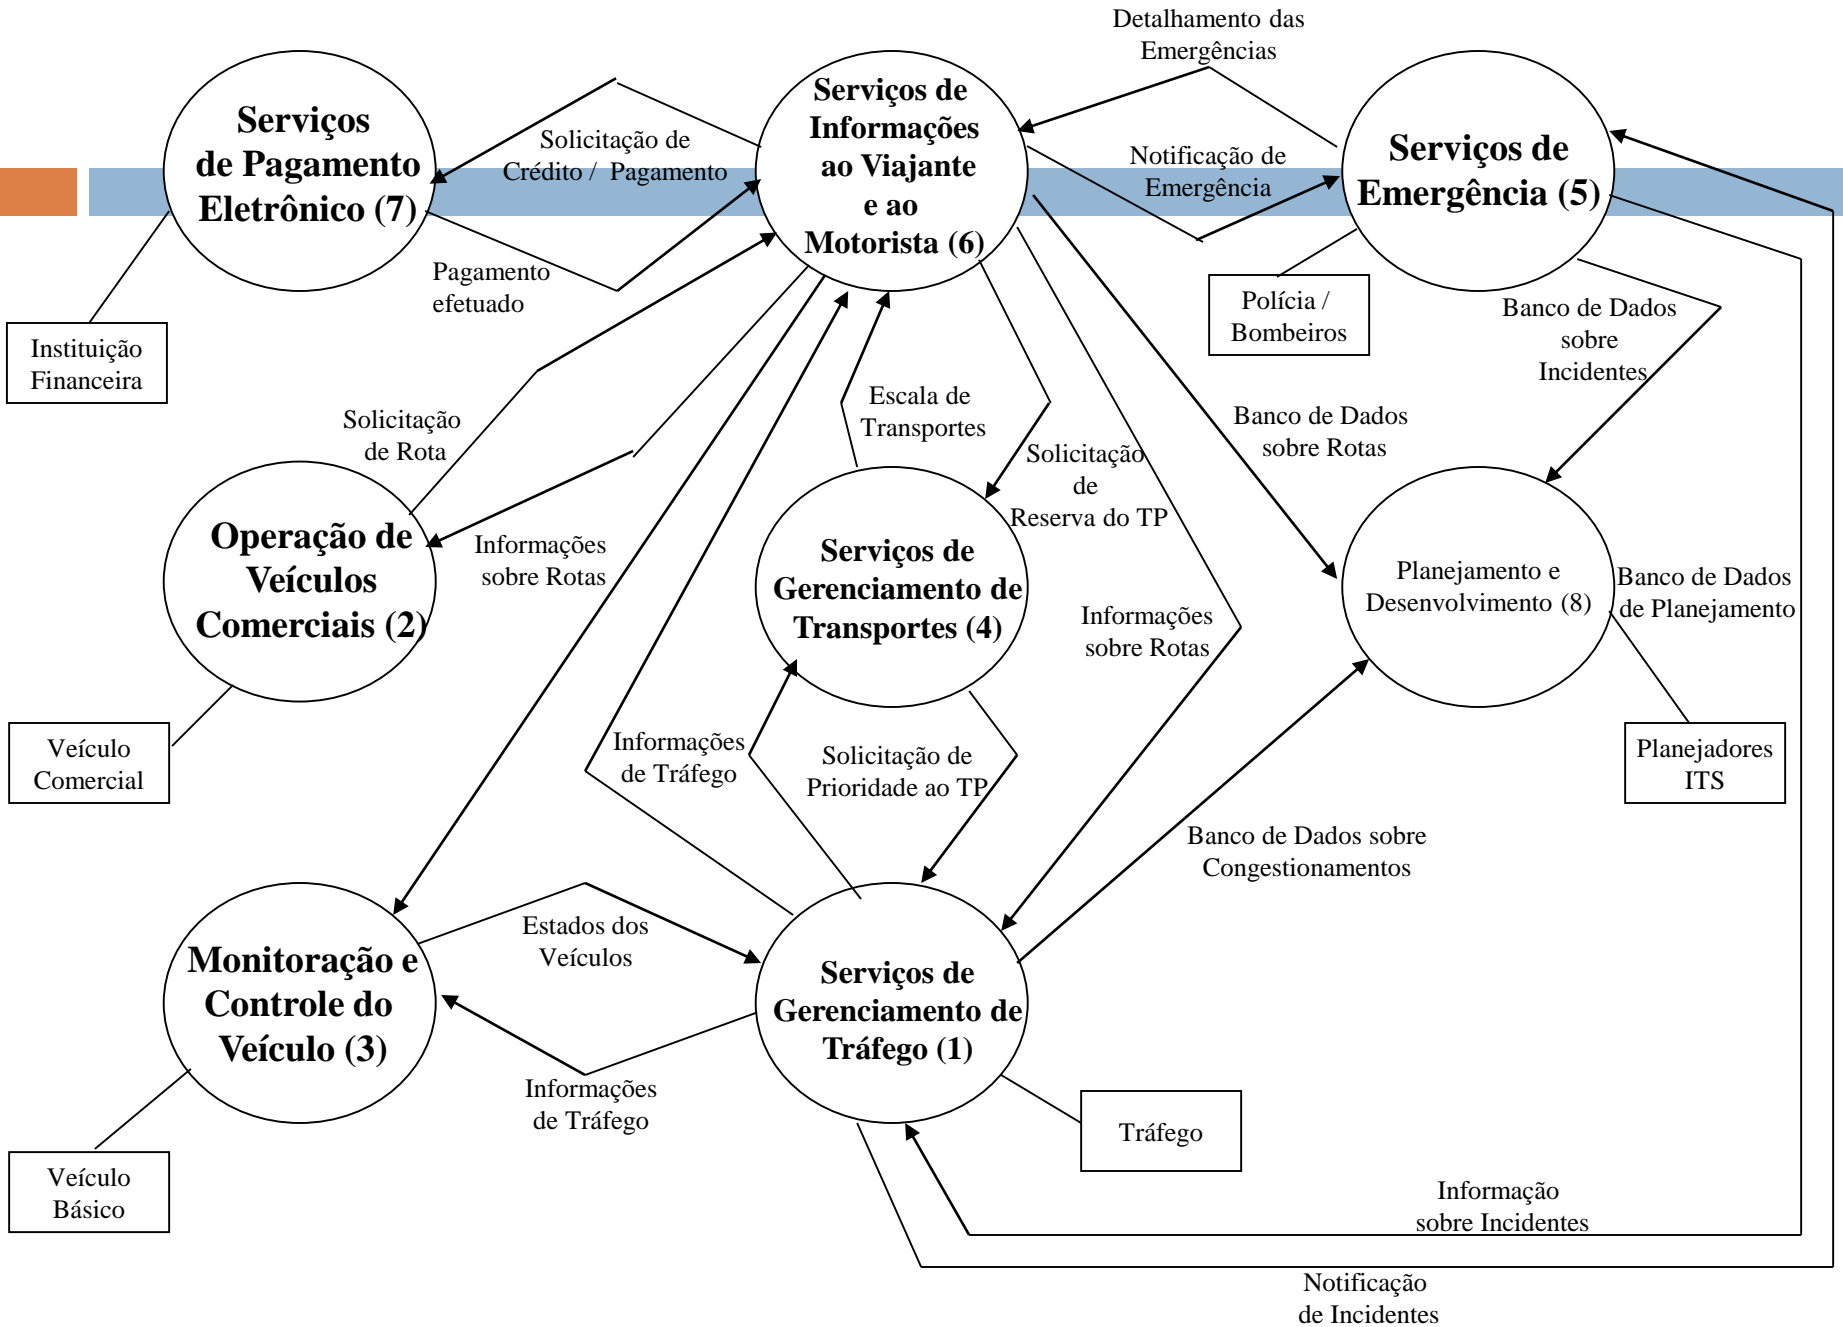 Detalhamento das
Emergências
Serviços
de Pagamento
Eletrônico (7)
Solicitação de
Crédito / Pagamento
Serviços de
Informações
ao Viajante
e ao
Motorista (6)
Notificação de
Emergência
Serviços de
Emergência (5)
Pagamento
efetuado
Polícia /
Bombeiros
Banco de Dados
sobre
Incidentes
Instituição
Financeira
Solicitação
de Rota
Escala de
Transportes
Banco de Dados
sobre Rotas
Solicitação
de
Reserva do TP
Operação de
Veículos
Comerciais (2)
Informações
sobre Rotas
Serviços de
Gerenciamento de
Transportes (4)
Informações
sobre Rotas
Planejamento e
Desenvolvimento (8)
Banco de Dados
de Planejamento
Veículo
Comercial
Informações
de Tráfego
Solicitação de
Prioridade ao TP
Planejadores
ITS
Banco de Dados sobre
Congestionamentos
Estados dos
Veículos
Monitoração e
Controle do
Veículo (3)
Serviços de
Gerenciamento de
Tráfego (1)
Informações
de Tráfego
Tráfego
Veículo
Básico
Informação
sobre Incidentes
Notificação
de Incidentes